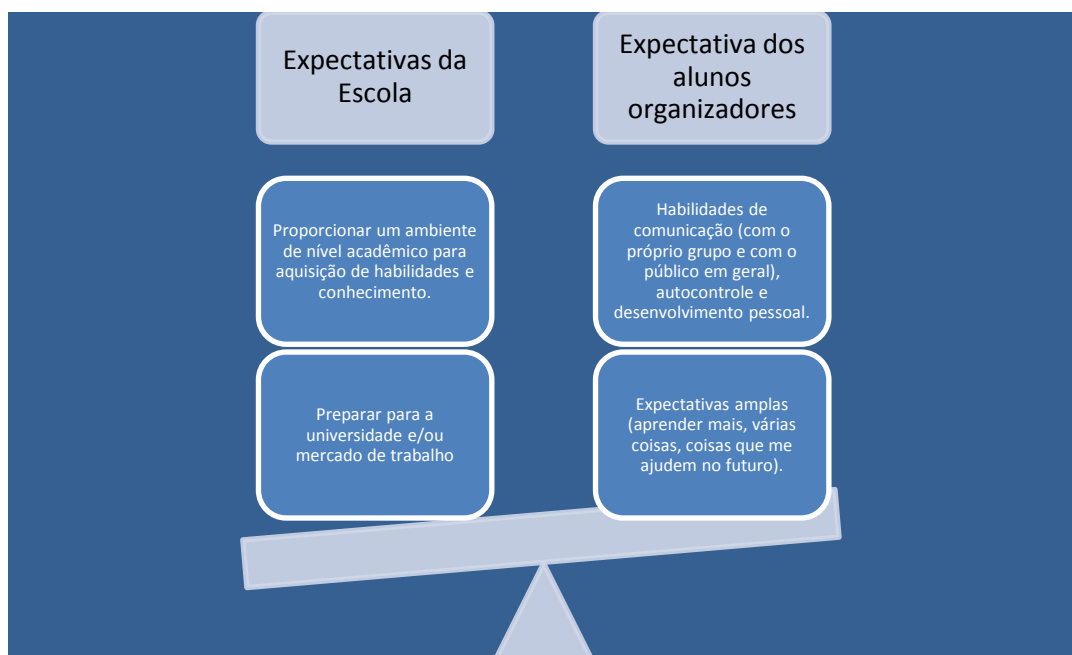 Expectativas da
Escola
Expectativa dos
alunos
organizadores
Proporcionar um ambiente
de nível acadêmico para
aquisição de habilidades e
conhecimento.
Habilidades de
comunicação (com o
próprio grupo e com o
público em geral),
autocontrole e
desenvolvimento pessoal.
Preparar para a
universidade e/ou
mercado de trabalho
Expectativas amplas
(aprender mais, várias
coisas, coisas que me
ajudem no futuro).